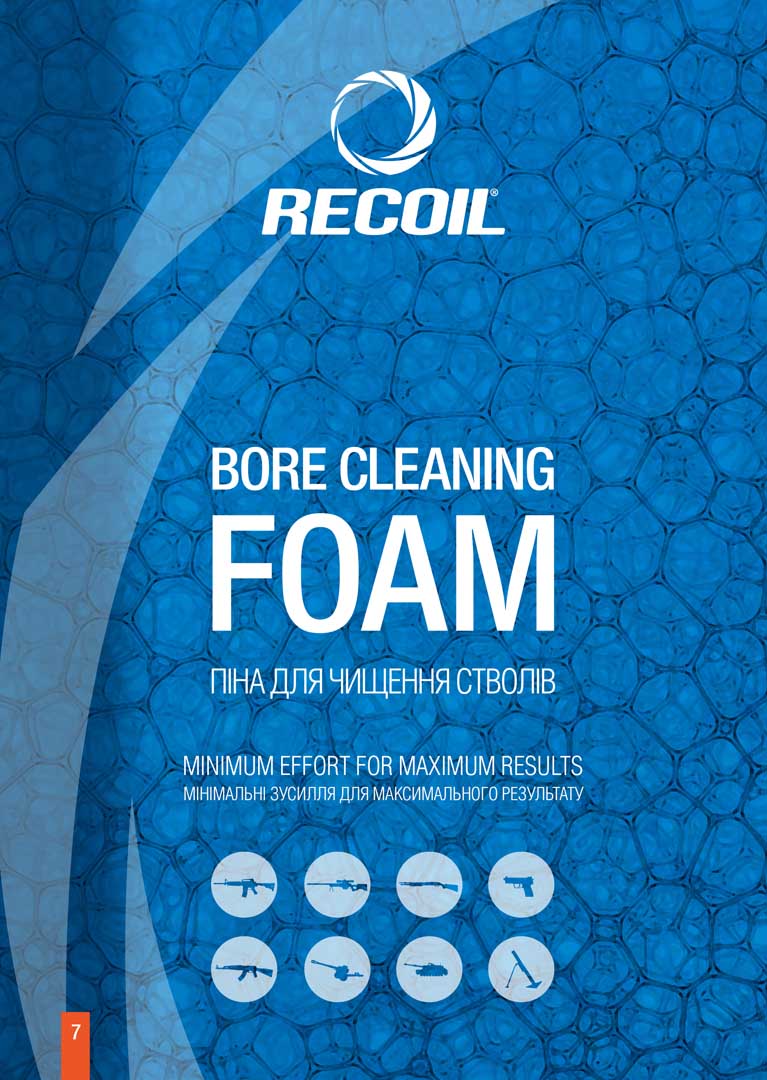 RECOIL®
BORE CLEANING
FOAM
ПІНА ДЛЯ ЧИЩЕННЯ СТВОЛІВ
MINIMUM EFFORT FOR MAXIMUM RESULTS
МІНІМАЛЬНІ ЗУСИЛЛЯ ДЛЯ МАКСИМАЛЬНОГО РЕЗУЛЬТАТУ
7